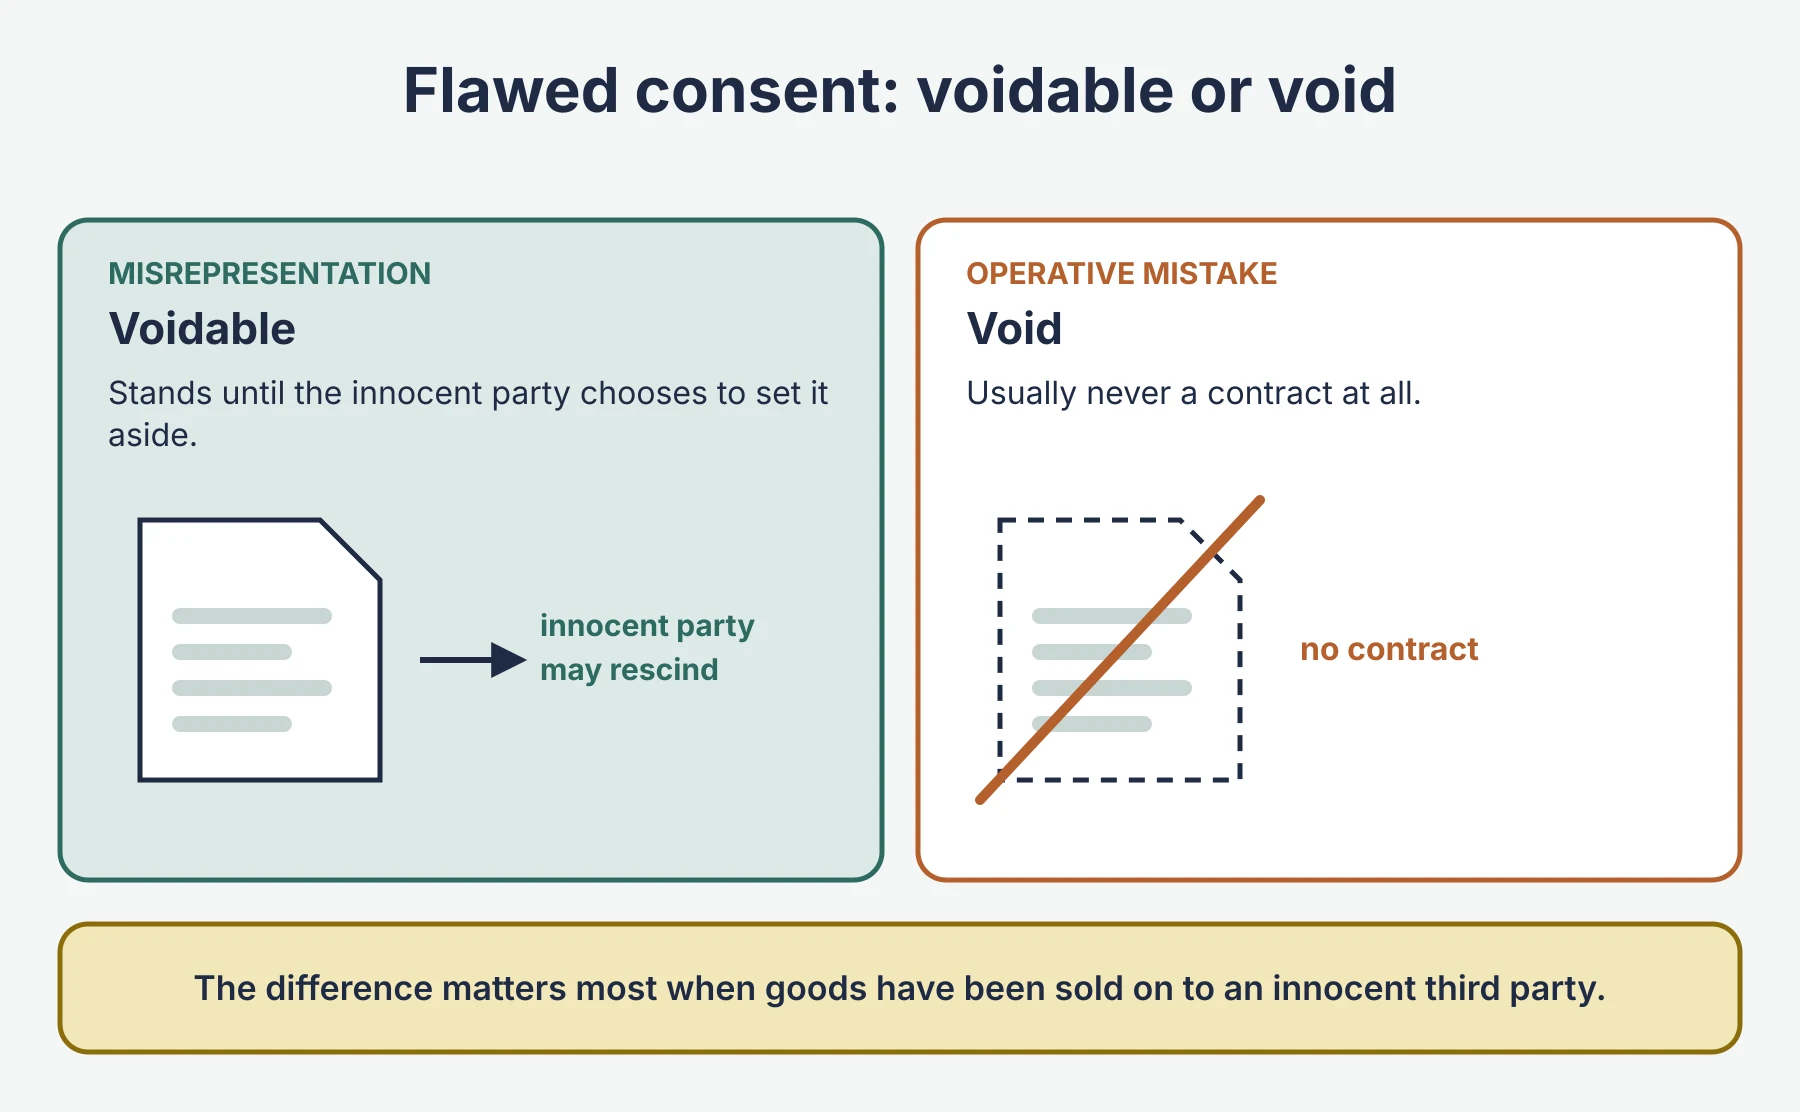 Flawed consent: voidable or void
MISREPRESENTATION
Voidable
Stands until the innocent party chooses to set it
aside.
innocent party
may rescind
OPERATIVE MISTAKE
Void
Usually never a contract at all.
no contract
The difference matters most when goods have been sold on to an innocent third party.